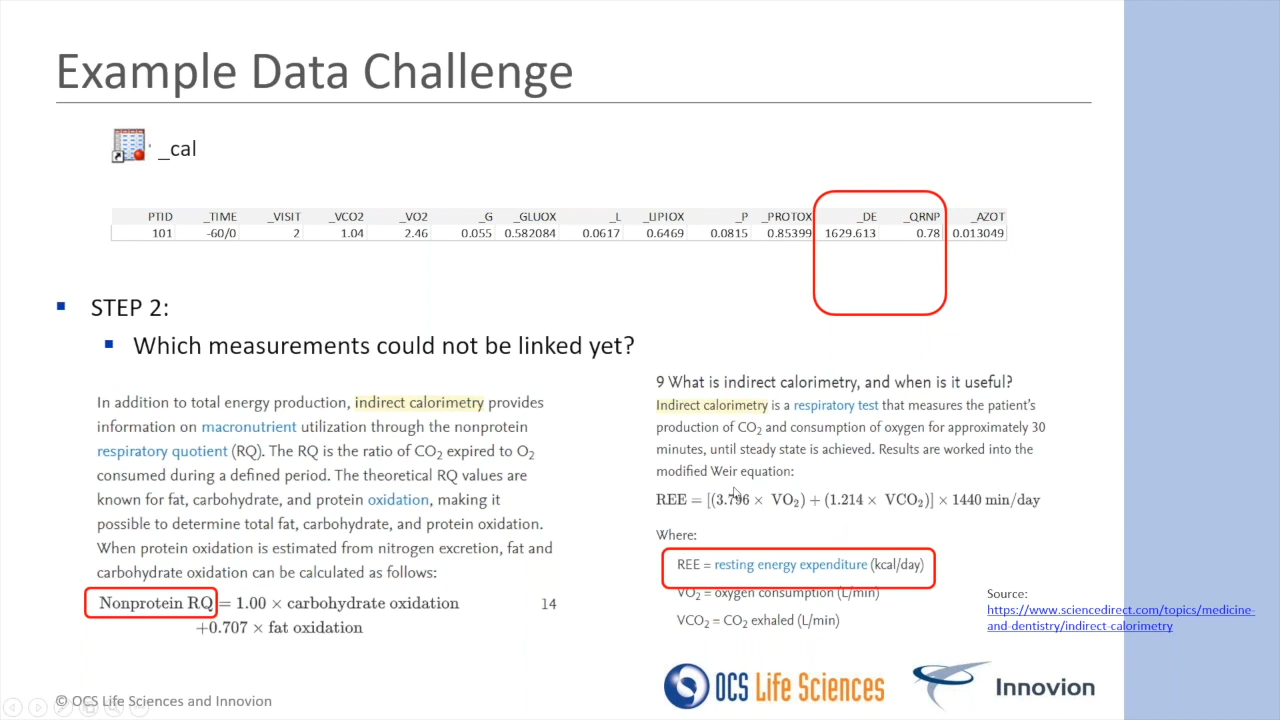 Example Data Challenge
_cal
PTID _TIME _VISIT _VCO2 _VO2 _G _GLUOX _L _LIPIOX _P _PROTOX _DE _QRNP _AZOT
101 -60/0 2 1.04 2.46 0.055 0.582084 0.0617 0.6469 0.0815 0.85399 1629.613 0.78 0.013049
▪ STEP 2:
▪ Which measurements could not be linked yet?
In addition to total energy production, indirect calorimetry provides
information on macronutrient utilization through the nonprotein
respiratory quotient (RQ). The RQ is the ratio of CO₂ expired to O₂
consumed during a defined period. The theoretical RQ values are
known for fat, carbohydrate, and protein oxidation, making it
possible to determine total fat, carbohydrate, and protein oxidation.
When protein oxidation is estimated from nitrogen excretion, fat and
carbohydrate oxidation can be calculated as follows:
Nonprotein RQ = 1.00 × carbohydrate oxidation 14
+0.707 × fat oxidation
9 What is indirect calorimetry, and when is it useful?
Indirect calorimetry is a respiratory test that measures the patient's
production of CO₂ and consumption of oxygen for approximately 30
minutes, until steady state is achieved. Results are worked into the
modified Weir equation:
REE = [(3.796 × VO₂) + (1.214 × VCO₂)] × 1440 min/day
Where:
REE = resting energy expenditure (kcal/day)
VO₂ = oxygen consumption (L/min)
VCO₂ = CO₂ exhaled (L/min)
Source:
https://www.sciencedirect.com/topics/medicine-
and-dentistry/indirect-calorimetry
OCS Life Sciences
Innovion
© OCS Life Sciences and Innovion